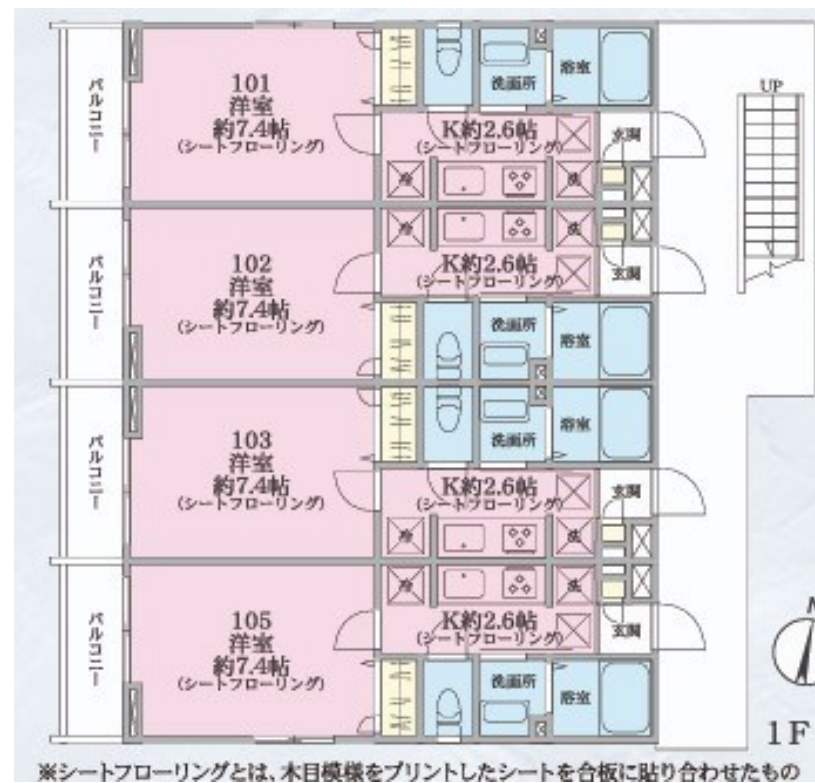 バルコニー
101
洋室
約7.4帖
(シートフローリング)
洗面所
浴室
K約2.6帖
(シートフローリング)
冷
洗
玄関
UP
バルコニー
102
洋室
約7.4帖
(シートフローリング)
冷
洗
K約2.6帖
(シートフローリング)
玄関
洗面所
浴室
バルコニー
103
洋室
約7.4帖
(シートフローリング)
洗面所
浴室
K約2.6帖
(シートフローリング)
冷
洗
玄関
バルコニー
105
洋室
約7.4帖
(シートフローリング)
冷
洗
K約2.6帖
(シートフローリング)
玄関
洗面所
浴室
N
1F
※シートフローリングとは、木目模様をプリントしたシートを合板に貼り合わせたもの